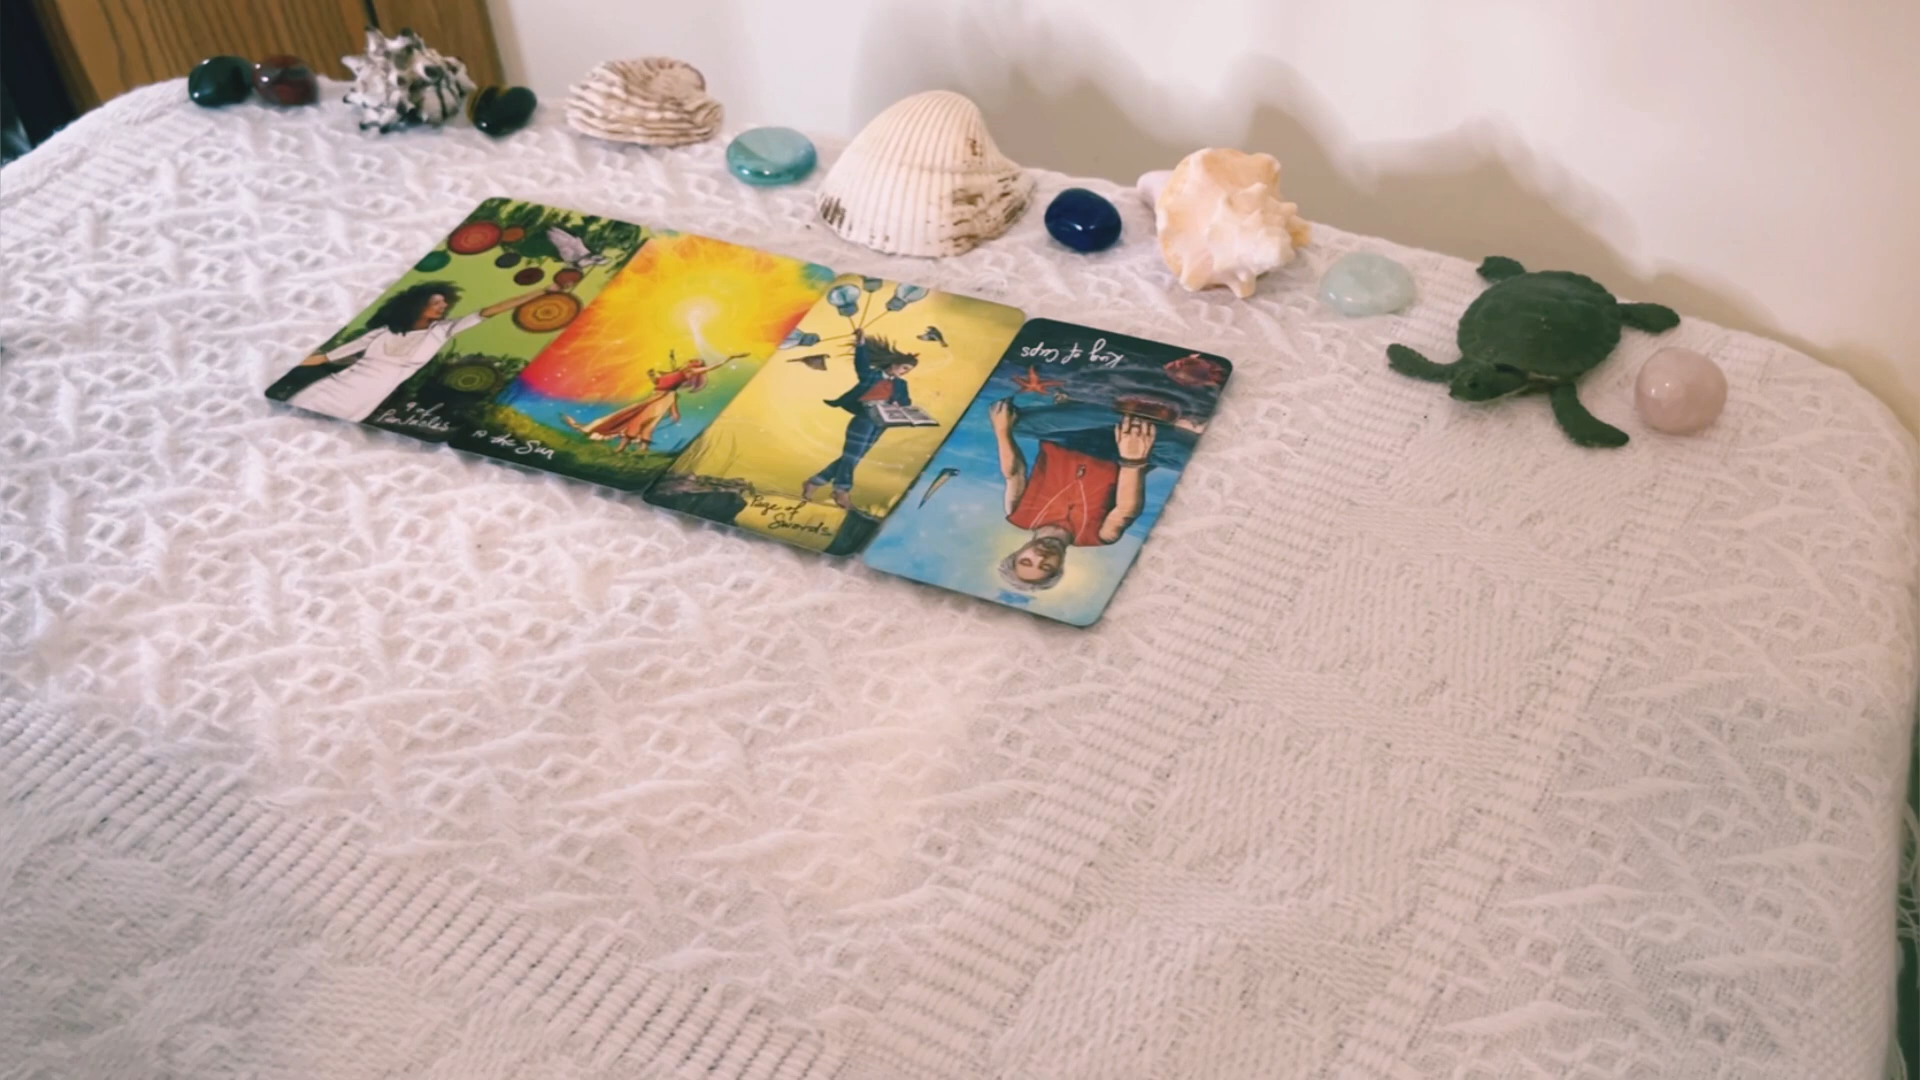 9 of
Pentacles
19 the Sun
Page of
Swords
King of Cups